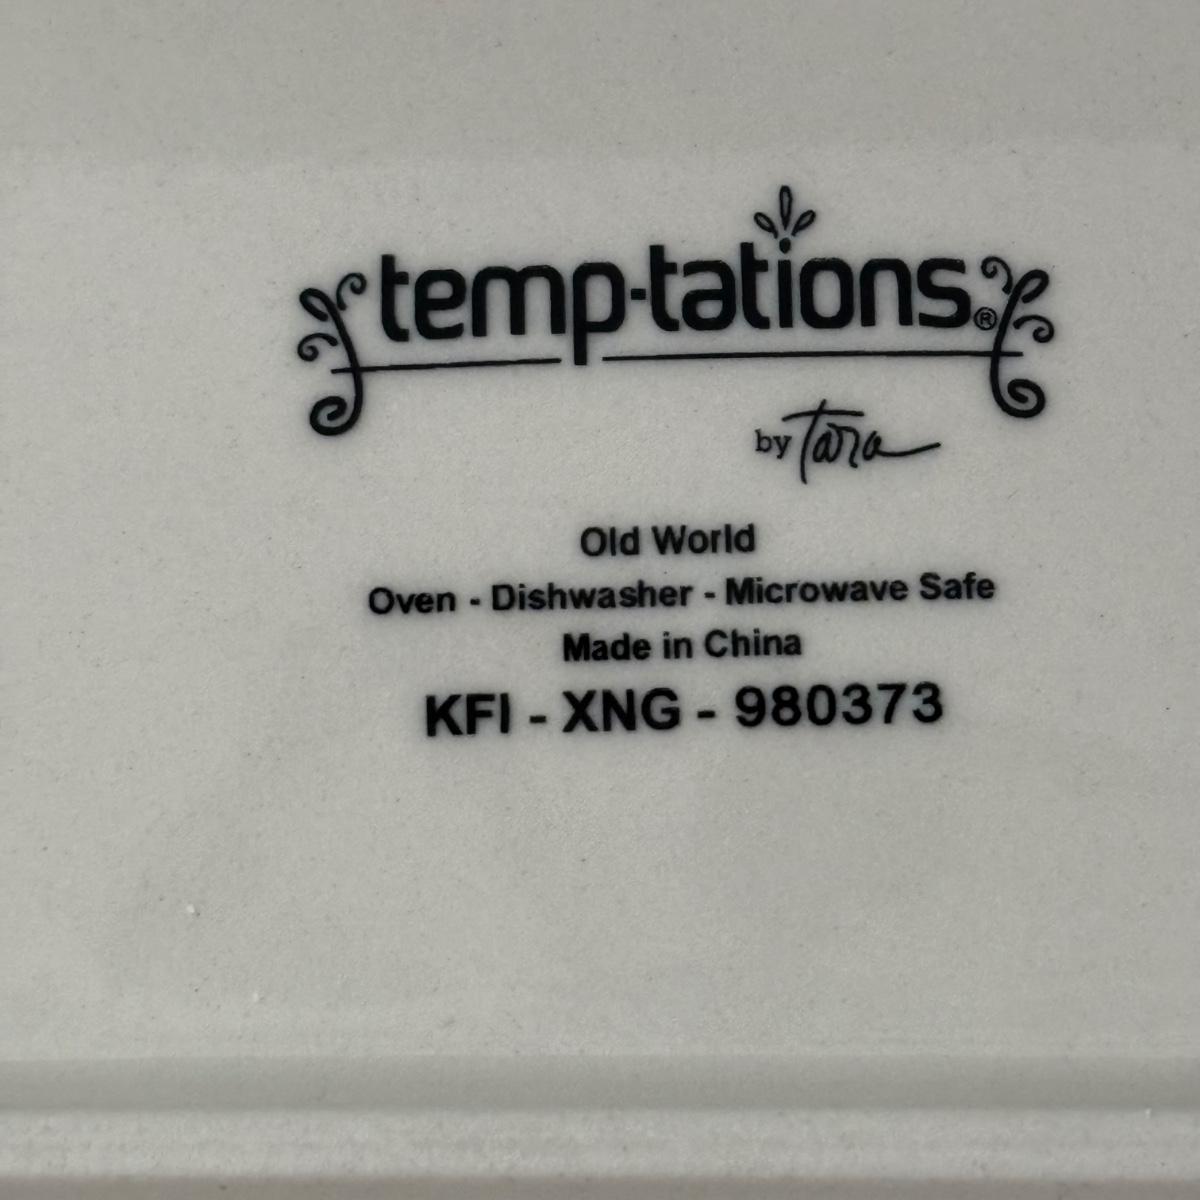 temp-tations®
by Tara
Old World
Oven - Dishwasher - Microwave Safe
Made in China
KFI - XNG - 980373